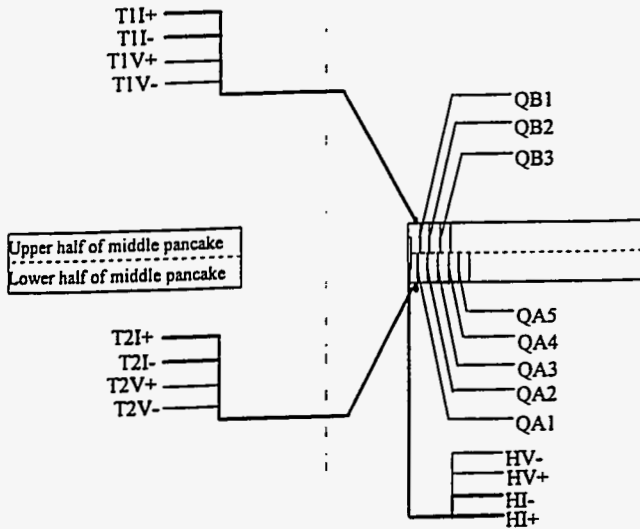 T1I+
T1I-
T1V+
T1V-
QB1
QB2
QB3
Upper half of middle pancake
Lower half of middle pancake
T2I+
T2I-
T2V+
T2V-
QA5
QA4
QA3
QA2
QA1
HV-
HV+
HI-
HI+